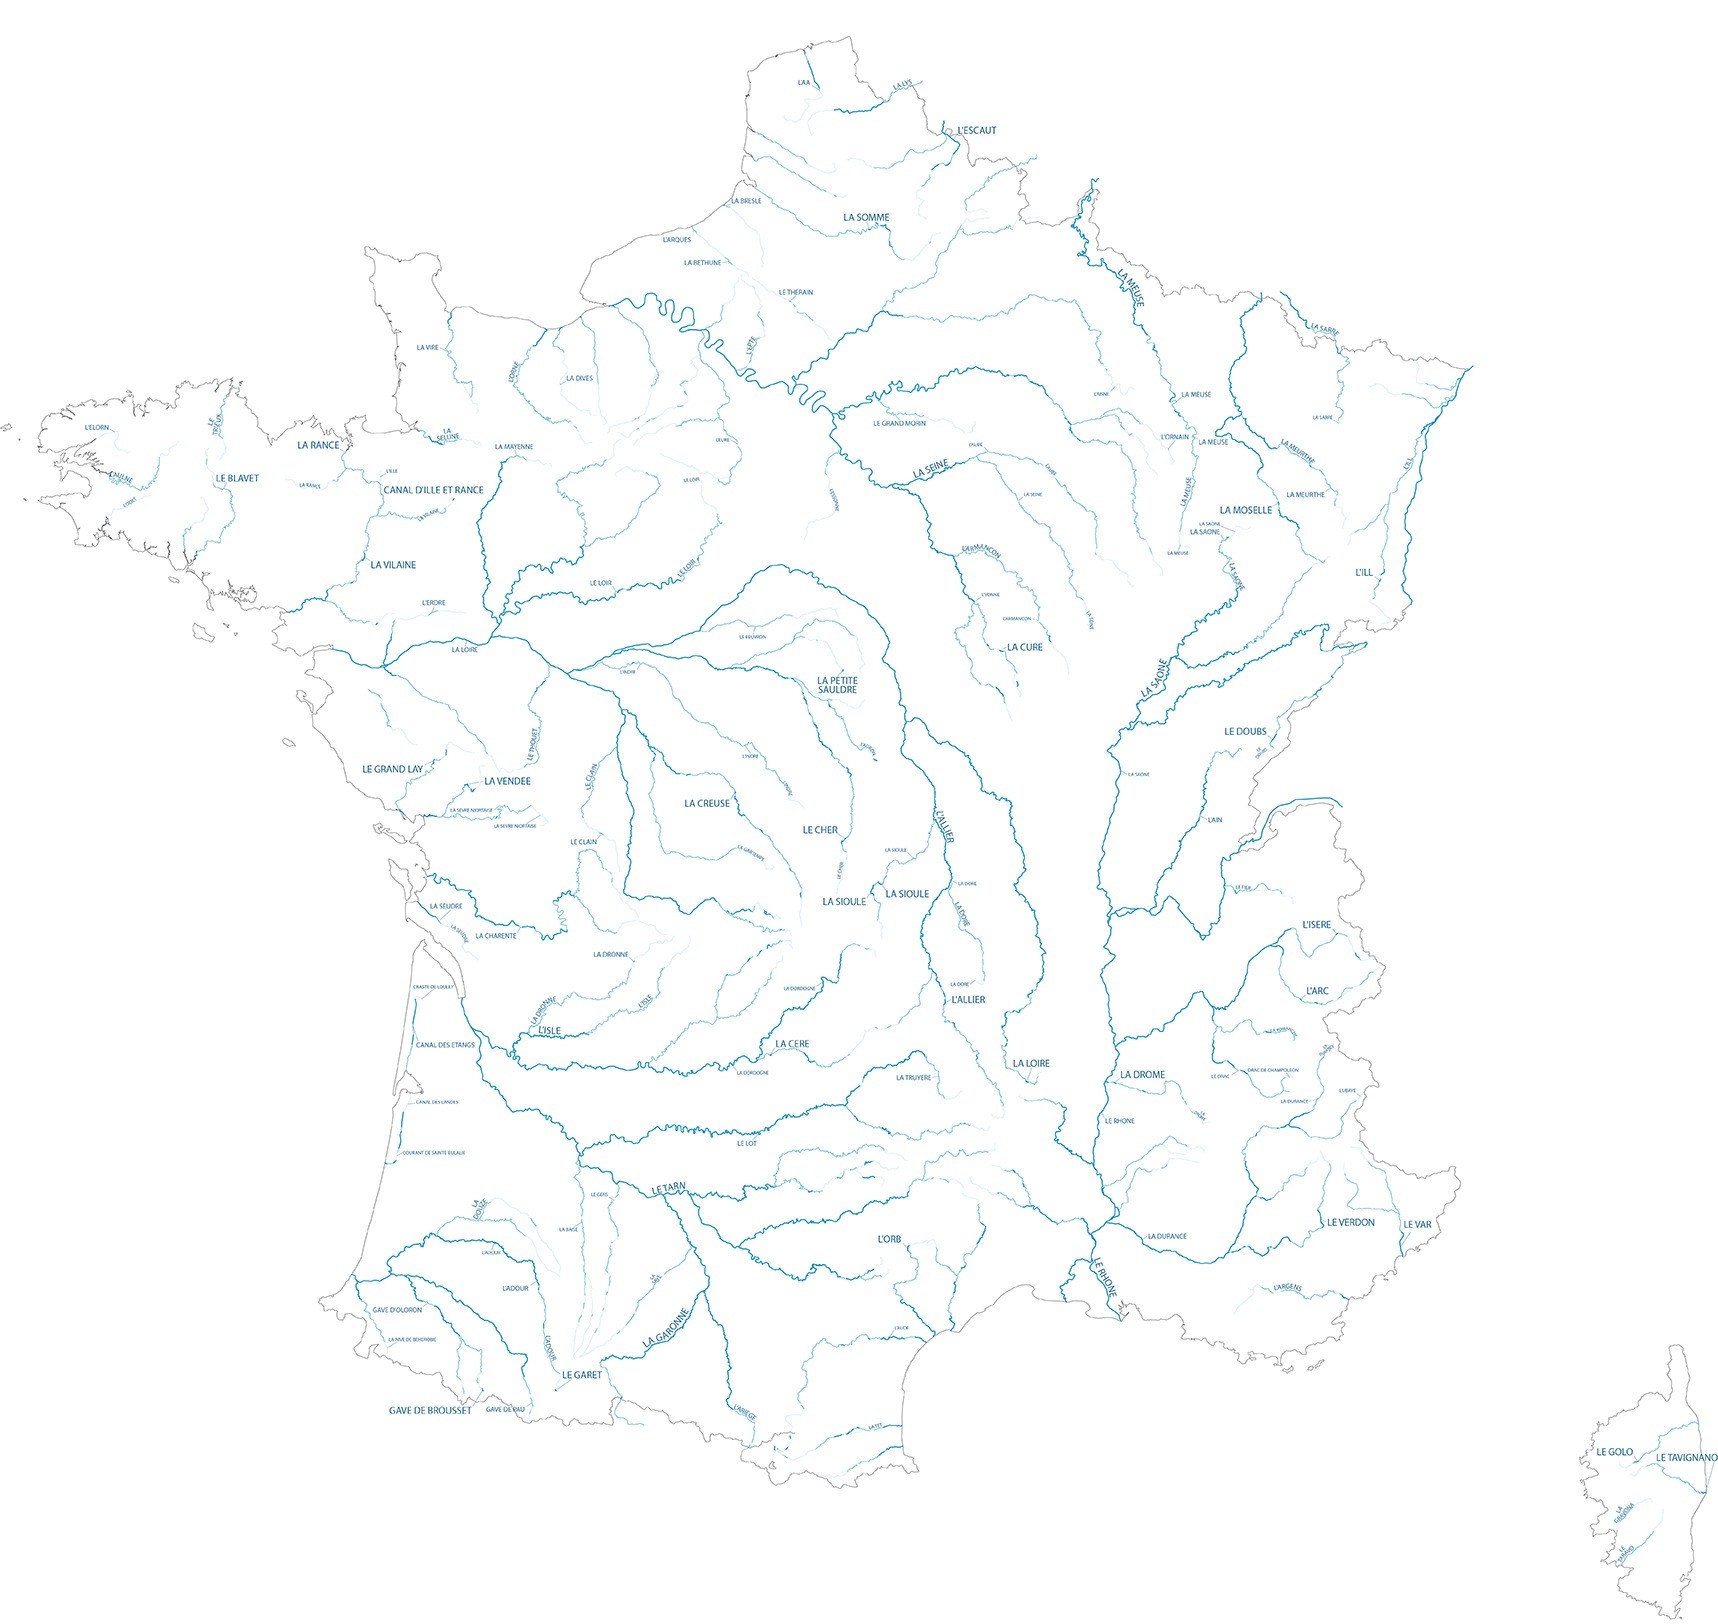 L'AA
LA LYS
L'ESCAUT
LA BRESLE
LA SOMME
L'ARQUES
LA BETHUNE
LE THERAIN
LA MEUSE
LA SARRE
L'EPTE
LA VIRE
L'ORNE
LA DIVES
L'AISNE
LA MEUSE
LE GRAND MORIN
LA SARRE
L'ELORN
LE
TRIEUX
LA
SELUNE
LA RANCE
LA MAYENNE
L'EURE
L'AUBE
L'ORNAIN
LA MEUSE
LA MEURTHE
L'ILL
L'AULNE
LE BLAVET
LA RANCE
L'ILLE
CANAL D'ILLE ET RANCE
LE LOIR
LA SEINE
L'AUBE
LA SEINE
LA MEUSE
LA MEURTHE
L'ODET
LA VILAINE
L'ESSONNE
LA MOSELLE
LA SAONE
LA SAONE
LA VILAINE
LE LOIR
LE LOIR
L'ARMANCON
LA MEUSE
LA SAONE
L'ILL
L'ERDRE
L'YONNE
L'ARMANCON
LA SEINE
LA LOIRE
LE BEUVRON
LA CURE
L'INDRE
LA PETITE
SAULDRE
LA SAONE
LE THOUET
L'AURON
LE DOUBS
LE
DOUBS
LE GRAND LAY
LA VENDEE
LE CLAIN
L'INDRE
L'INDRE
LA SAONE
LA SEVRE NIORTAISE
LA SEVRE NIORTAISE
LA CREUSE
LE CHER
L'ALLIER
L'AIN
LE CLAIN
LA GARTEMPE
LE CHER
LA SIOULE
LA SIOULE
LA SIOULE
LA DORE
LE FIER
LA SEUDRE
LA SEUDRE
LA CHARENTE
LA DORE
L'ISERE
LA DRONNE
CRASTE DE LOULEY
LA DRONNE
L'ISLE
L'ISLE
LA DORDOGNE
LA DORE
L'ALLIER
L'ARC
CANAL DES ETANGS
LA CERE
LA ROMANCHE
LA DORDOGNE
LA TRUYERE
LA LOIRE
LA DROME
LE DRAC
DRAC DE CHAMPOLEON
LA DURANCE
L'UBAYE
CANAL DES LANDES
LA
DROME
LE RHONE
COURANT DE SAINTE-EULALIE
LE LOT
LE TARN
LE GERS
LA
DOUZE
LA BAISE
L'ORB
LA DURANCE
LE VERDON
LE VAR
L'ADOUR
L'ADOUR
LE RHONE
L'ARGENS
GAVE D'OLORON
LA GARONNE
L'AUDE
LA NIVE DE BEHEROBIE
L'ADOUR
LE GARET
GAVE DE BROUSSET
GAVE DE PAU
L'ARIEGE
LA TET
LE GOLO
LE TAVIGNANO
LA
GRAVONA
LE
TARAVO